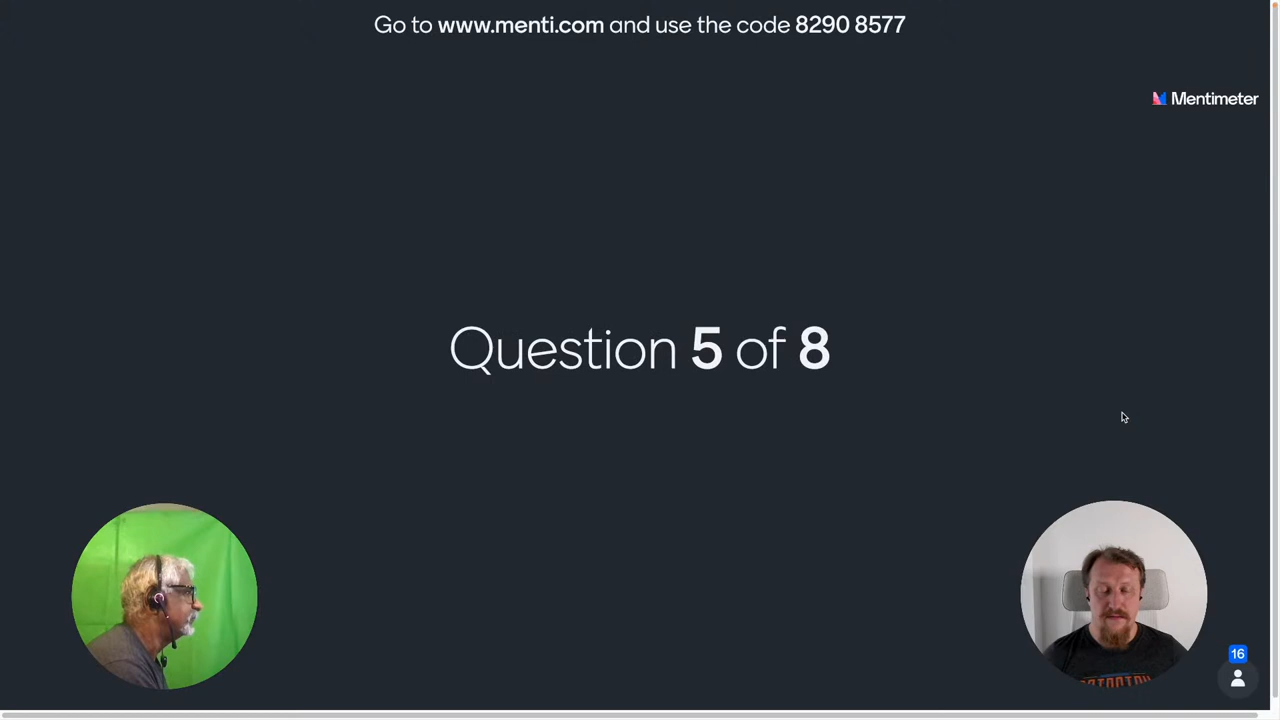 Go to www.menti.com and use the code 8290 8577
Mentimeter
Question 5 of 8
16